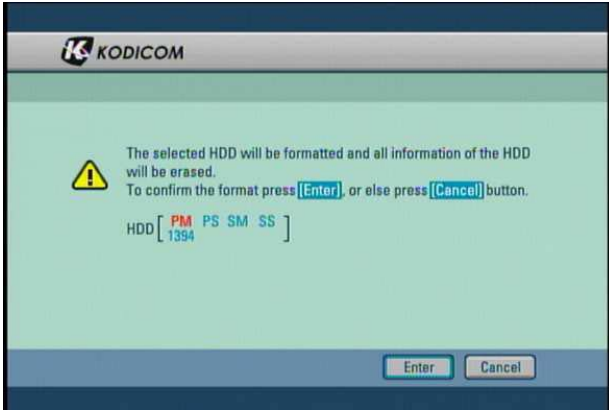 KODICOM
The selected HDD will be formatted and all information of the HDD
will be erased.
To confirm the format press [Enter], or else press [Cancel] button.
HDD [ PM PS SM SS ]
1394
Enter Cancel